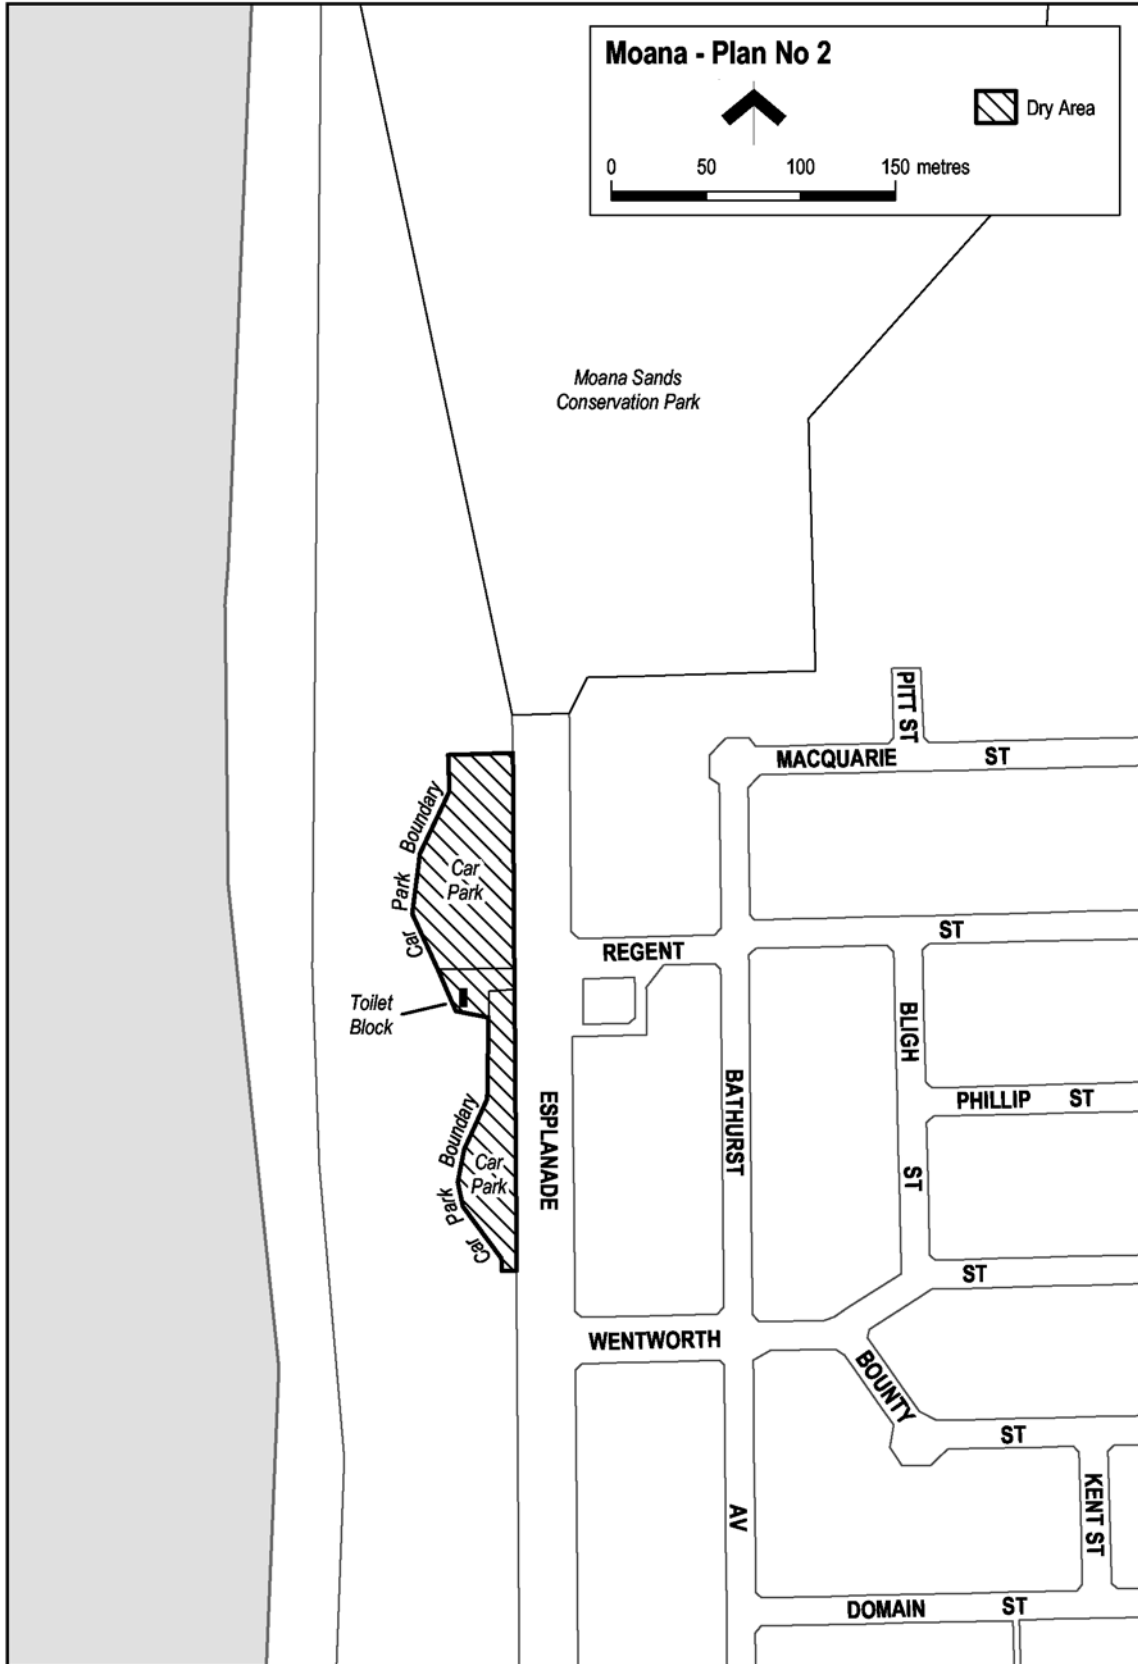 Moana - Plan No 2
Dry Area
0 50 100 150 metres
Moana Sands
Conservation Park
PITT ST
MACQUARIE ST
Car Park Boundary
Car
Park
REGENT ST
Toilet
Block
BLIGH ST
ESPLANADE
BATHURST AV
PHILLIP ST
Car Park Boundary
Car
Park
WENTWORTH ST
BOUNTY ST
KENT ST
DOMAIN ST